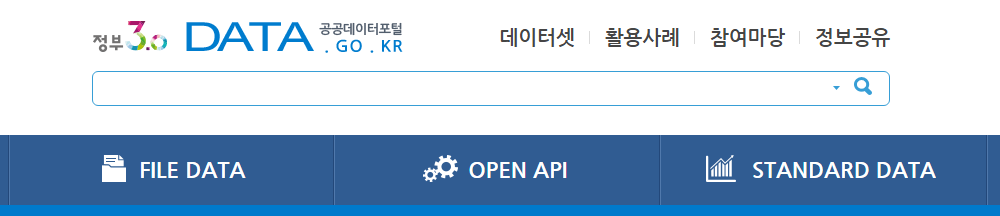 정부3.0 DATA 공공데이터포털
. GO . KR
데이터셋 활용사례 참여마당 정보공유
FILE DATA OPEN API STANDARD DATA